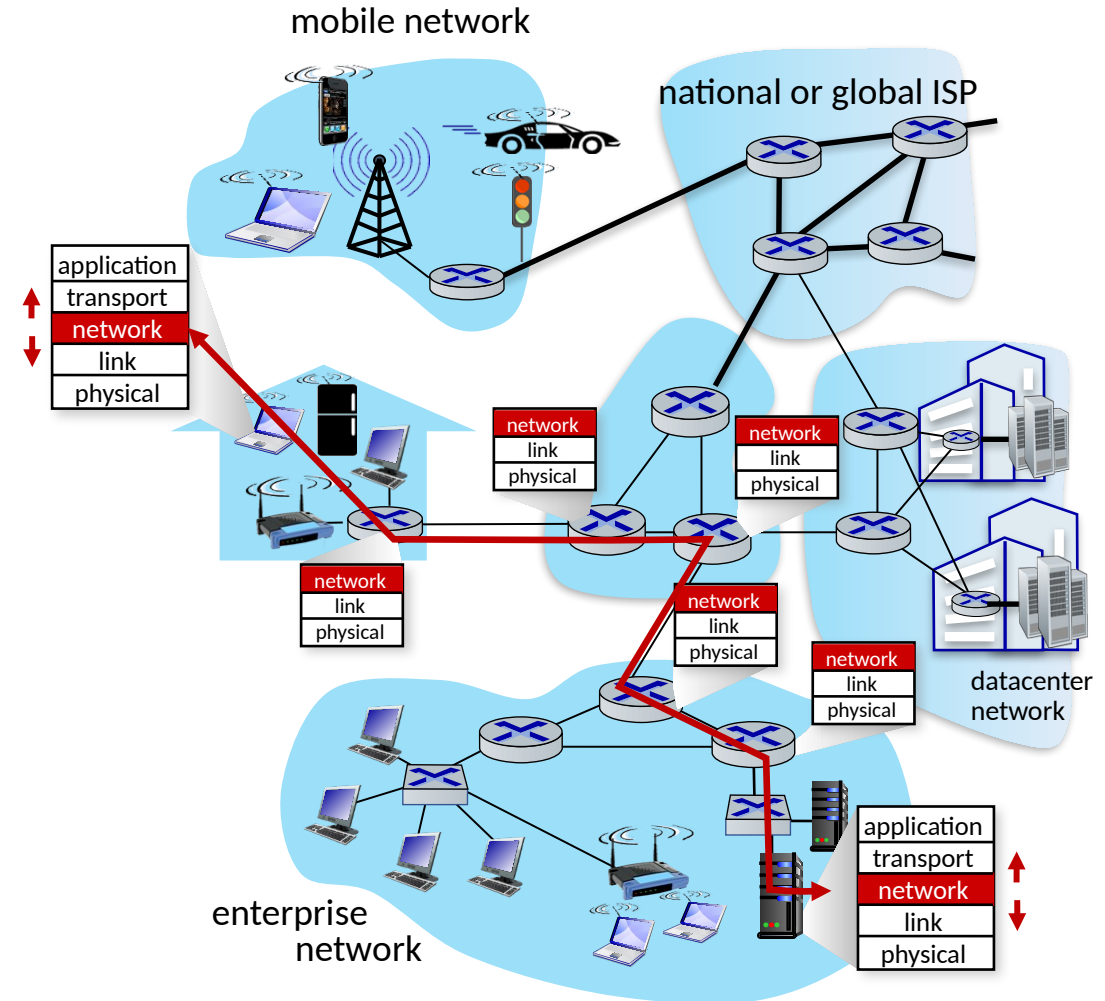 mobile network
national or global ISP
application
transport
network
link
physical
network
link
physical
network
link
physical
network
link
physical
network
link
physical
network
link
physical
datacenter
network
application
transport
network
link
physical
enterprise
network